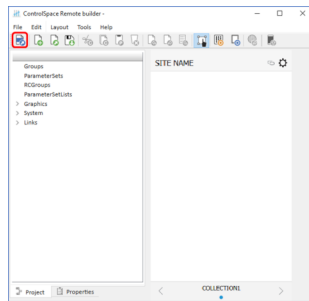 ControlSpace Remote builder -
File Edit Layout Tools Help
Groups
ParameterSets
RCGroups
ParameterSetLists
> Graphics
> System
> Links
SITE NAME
Project Properties
< COLLECTION1 >